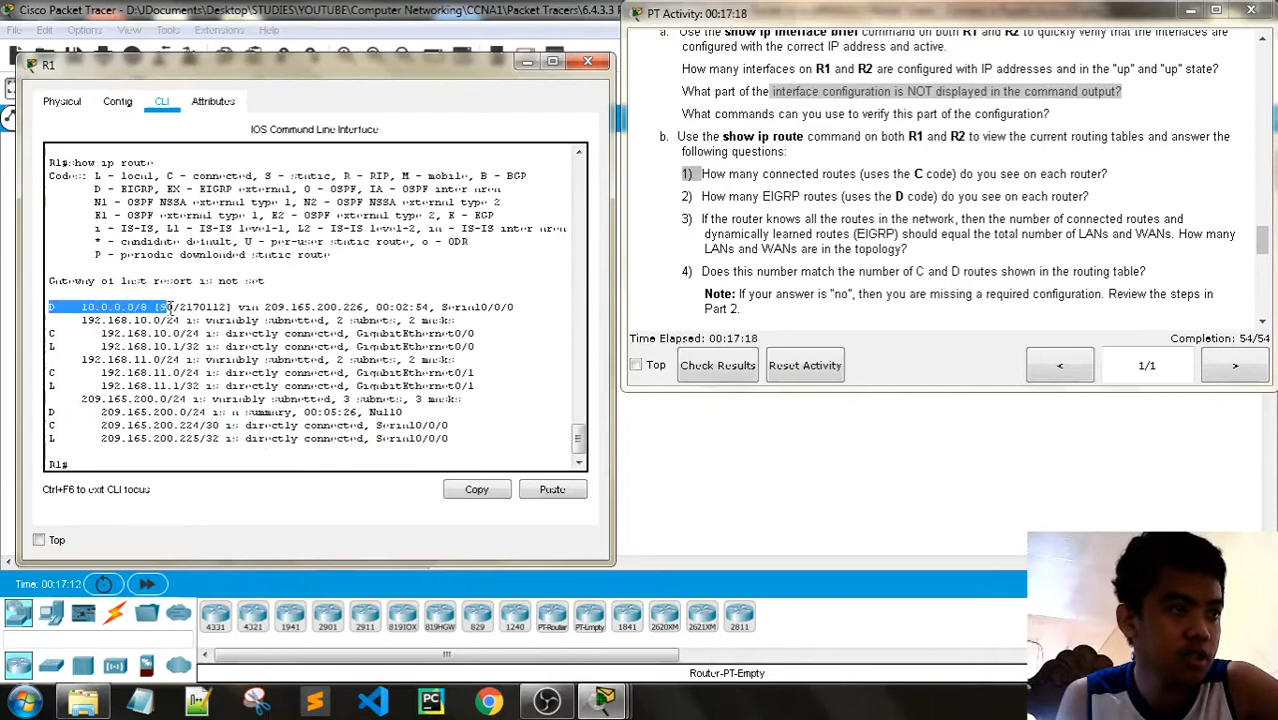 Cisco Packet Tracer - D:\JDocuments\Desktop\STUDIES\YOUTUBE\Computer Networking\CCNA1\Packet Tracers\6.4.3.3 P
File Edit View Tools Extensions
R1
Physical Config CLI Attributes
IOS Command Line Interface
R1#show ip route
Codes: L - local, C - connected, S - static, R - RIP, M - mobile, B - BGP
D - EIGRP, EX - EIGRP external, O - OSPF, IA - OSPF inter area
N1 - OSPF NSSA external type 1, N2 - OSPF NSSA external type 2
E1 - OSPF external type 1, E2 - OSPF external type 2, E - EGP
i - IS-IS, L1 - IS-IS level-1, L2 - IS-IS level-2, ia - IS-IS inter area
* - candidate default, U - per-user static route, o - ODR
P - periodic downloaded static route
Gateway of last resort is not set
D 10.0.0.0/8 [90/2170112] via 209.165.200.226, 00:02:54, Serial0/0/0
192.168.10.0/24 is variably subnetted, 2 subnets, 2 masks
C 192.168.10.0/24 is directly connected, GigabitEthernet0/0
L 192.168.10.1/32 is directly connected, GigabitEthernet0/0
192.168.11.0/24 is variably subnetted, 2 subnets, 2 masks
C 192.168.11.0/24 is directly connected, GigabitEthernet0/1
L 192.168.11.1/32 is directly connected, GigabitEthernet0/1
209.165.200.0/24 is variably subnetted, 3 subnets, 3 masks
D 209.165.200.0/24 is a summary, 00:05:26, Null0
C 209.165.200.224/30 is directly connected, Serial0/0/0
L 209.165.200.225/32 is directly connected, Serial0/0/0
R1#
Ctrl+F6 to exit CLI focus
Copy Paste
Top
PT Activity: 00:17:18
a. Use the show ip interface brief command on both R1 and R2 to quickly verify that the interfaces are
configured with the correct IP address and active.
How many interfaces on R1 and R2 are configured with IP addresses and in the "up" and "up" state?
What part of the interface configuration is NOT displayed in the command output?
What commands can you use to verify this part of the configuration?
b. Use the show ip route command on both R1 and R2 to view the current routing tables and answer the
following questions:
1) How many connected routes (uses the C code) do you see on each router?
2) How many EIGRP routes (uses the D code) do you see on each router?
3) If the router knows all the routes in the network, then the number of connected routes and
dynamically learned routes (EIGRP) should equal the total number of LANs and WANs. How many
LANs and WANs are in the topology?
4) Does this number match the number of C and D routes shown in the routing table?
Note: If your answer is "no", then you are missing a required configuration. Review the steps in
Part 2.
Time Elapsed: 00:17:18 Completion: 54/54
Top Check Results Reset Activity < 1/1 >
Time: 00:17:12
4331 4321 1941 2901 2911 819IOX 819HGW 829 1240 PT-Router PT-Empty 1841 2620XM 2621XM 2811
Router-PT-Empty
PC